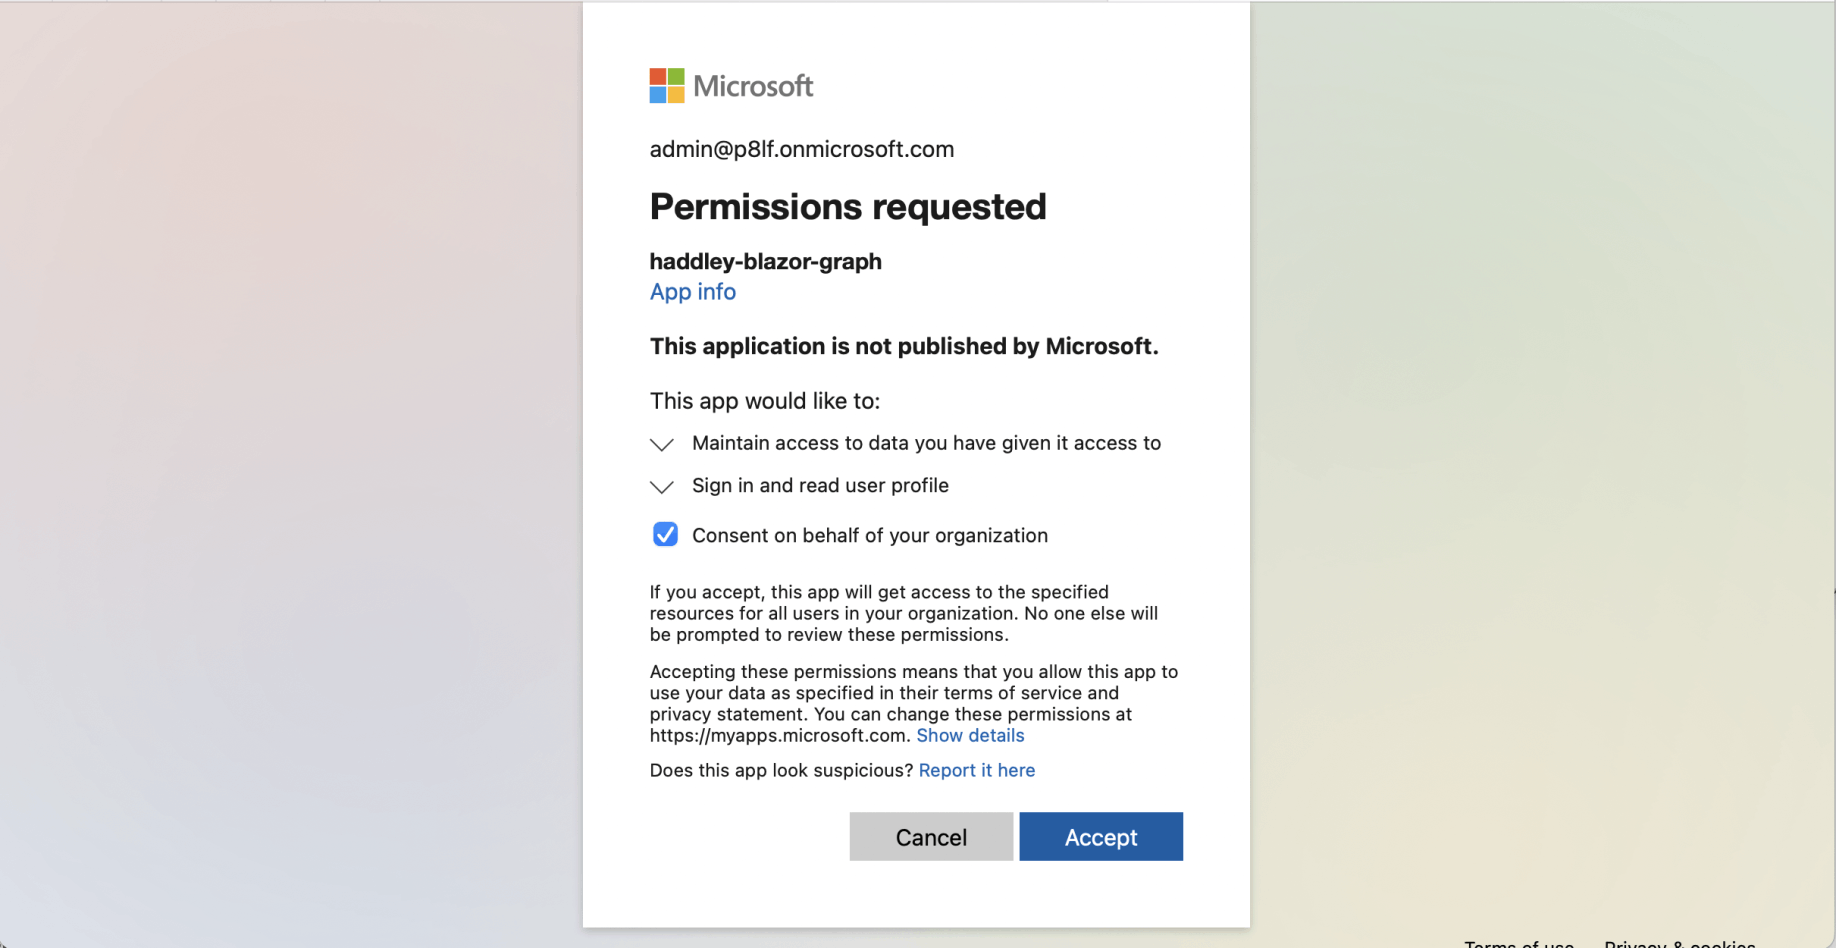 Microsoft
admin@p8lf.onmicrosoft.com
Permissions requested
haddley-blazor-graph
App info
This application is not published by Microsoft.
This app would like to:
Maintain access to data you have given it access to
Sign in and read user profile
Consent on behalf of your organization
If you accept, this app will get access to the specified
resources for all users in your organization. No one else will
be prompted to review these permissions.
Accepting these permissions means that you allow this app to
use your data as specified in their terms of service and
privacy statement. You can change these permissions at
https://myapps.microsoft.com. Show details
Does this app look suspicious? Report it here
Cancel Accept
Terms of use Privacy & cookies